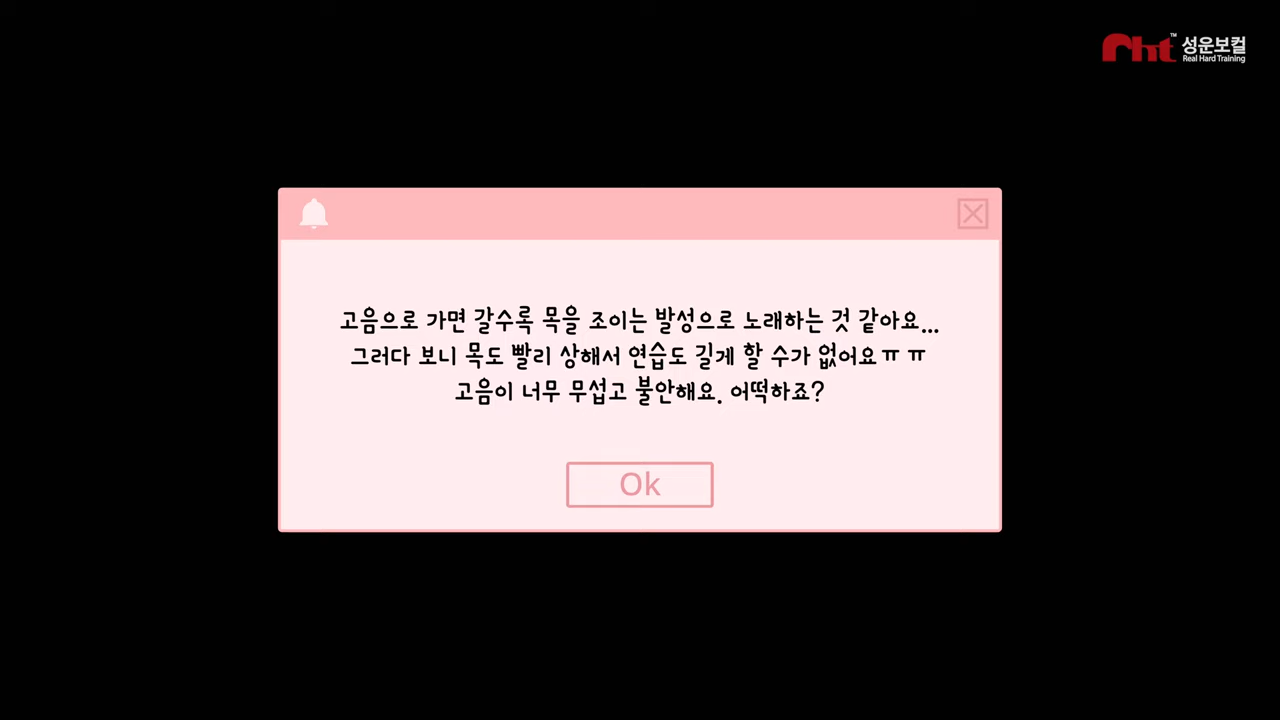 rht™ 성운보컬
Real Hard Training
고음으로 가면 갈수록 목을 조이는 발성으로 노래하는 것 같아요...
그러다 보니 목도 빨리 상해서 연습도 길게 할 수가 없어요ㅠㅠ
고음이 너무 무섭고 불안해요. 어떡하죠?
Ok